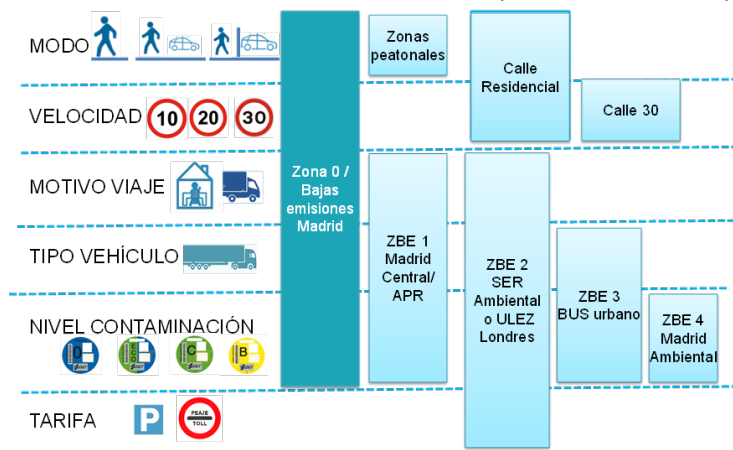 MODO
Zonas
peatonales
Calle
Residencial
VELOCIDAD
10
20
30
Calle 30
MOTIVO VIAJE
Zona 0 /
Bajas
emisiones
Madrid
TIPO VEHÍCULO
ZBE 1
Madrid
Central/
APR
ZBE 2
SER
Ambiental
o ULEZ
Londres
ZBE 3
BUS urbano
ZBE 4
Madrid
Ambiental
NIVEL CONTAMINACIÓN
0
ECO
C
B
TARIFA
P
PEAJE
TOLL